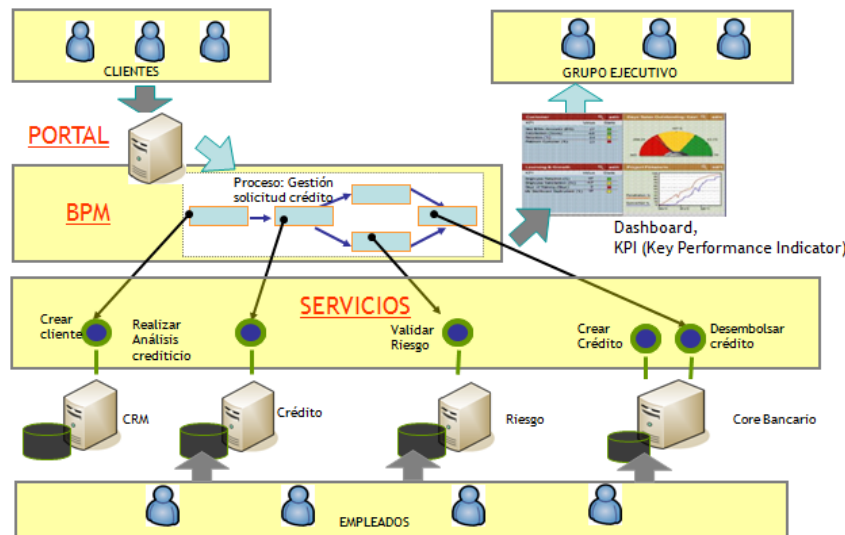 CLIENTES
GRUPO EJECUTIVO
PORTAL
BPM
Proceso: Gestión
solicitud crédito
Dashboard,
KPI (Key Performance Indicator)
SERVICIOS
Crear
cliente
Realizar
Análisis
crediticio
Validar
Riesgo
Crear
Crédito
Desembolsar
crédito
CRM
Crédito
Riesgo
Core Bancario
EMPLEADOS